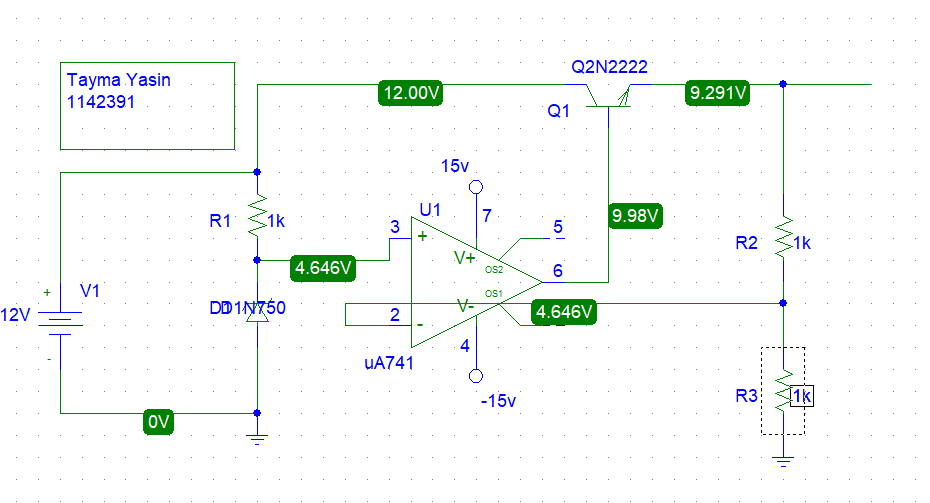 Tayma Yasin
1142391
Q2N2222
12.00V
9.291V
Q1
15v
R1
1k
U1
7
3
+
V+
OS2
5
9.98V
R2
1k
4.646V
6
OS1
+
V1
12V
-
D1N750
V-
2
-
4.646V
uA741
4
-15v
R3
1k
0V